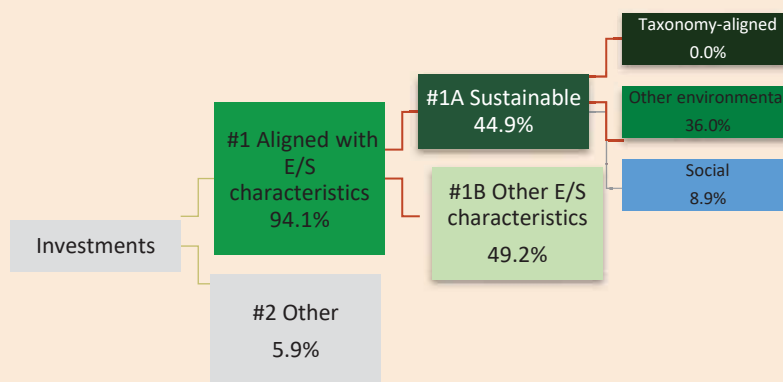 Taxonomy-aligned
0.0%
#1A Sustainable
44.9%
Other environmenta
36.0%
#1 Aligned with
E/S
characteristics
94.1%
Social
8.9%
#1B Other E/S
characteristics
49.2%
Investments
#2 Other
5.9%